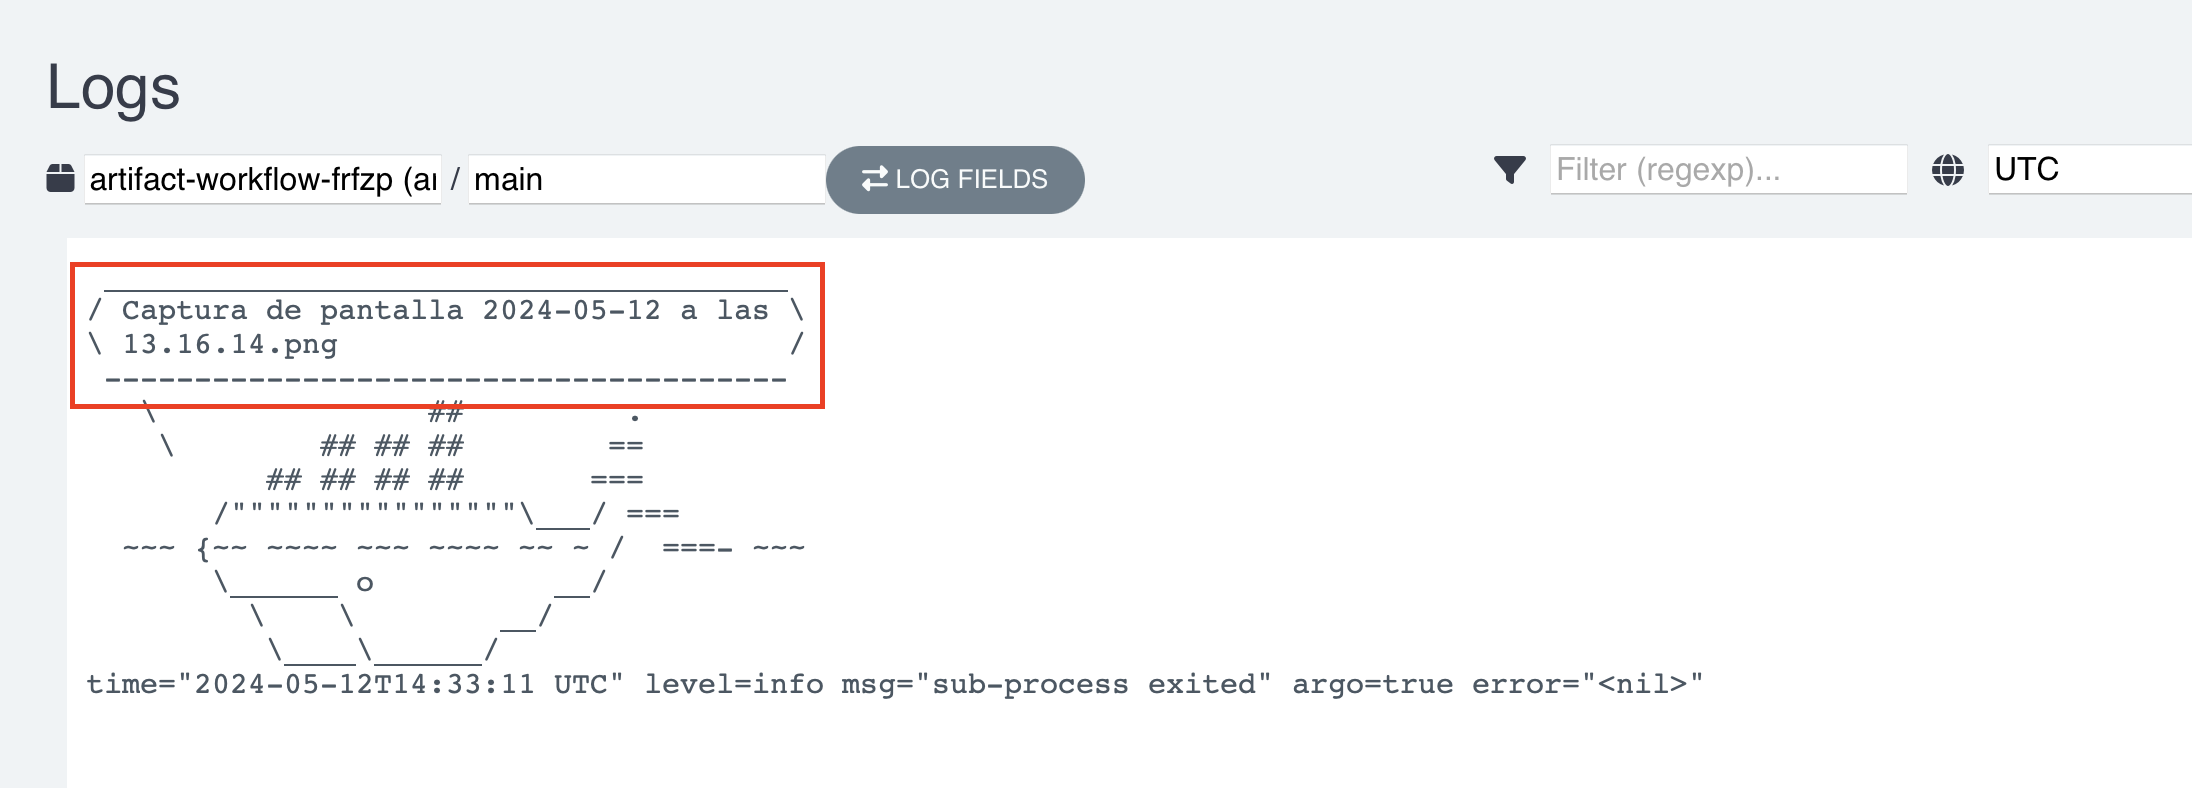 Logs
artifact-workflow-frfzp (a / main LOG FIELDS Filter (regexp)... UTC
 ______________________________________
/ Captura de pantalla 2024-05-12 a las \
\ 13.16.14.png                         /
 --------------------------------------
   \               ##         .
    \        ## ## ##        ==
          ## ## ## ##       ===
       /""""""""""""""""\___/ ===
  ~~~ {~~ ~~~~ ~~~ ~~~~ ~~ ~ /  ===- ~~~
       \______ o          __/
         \    \        __/
          \____\______/
time="2024-05-12T14:33:11 UTC" level=info msg="sub-process exited" argo=true error="<nil>"